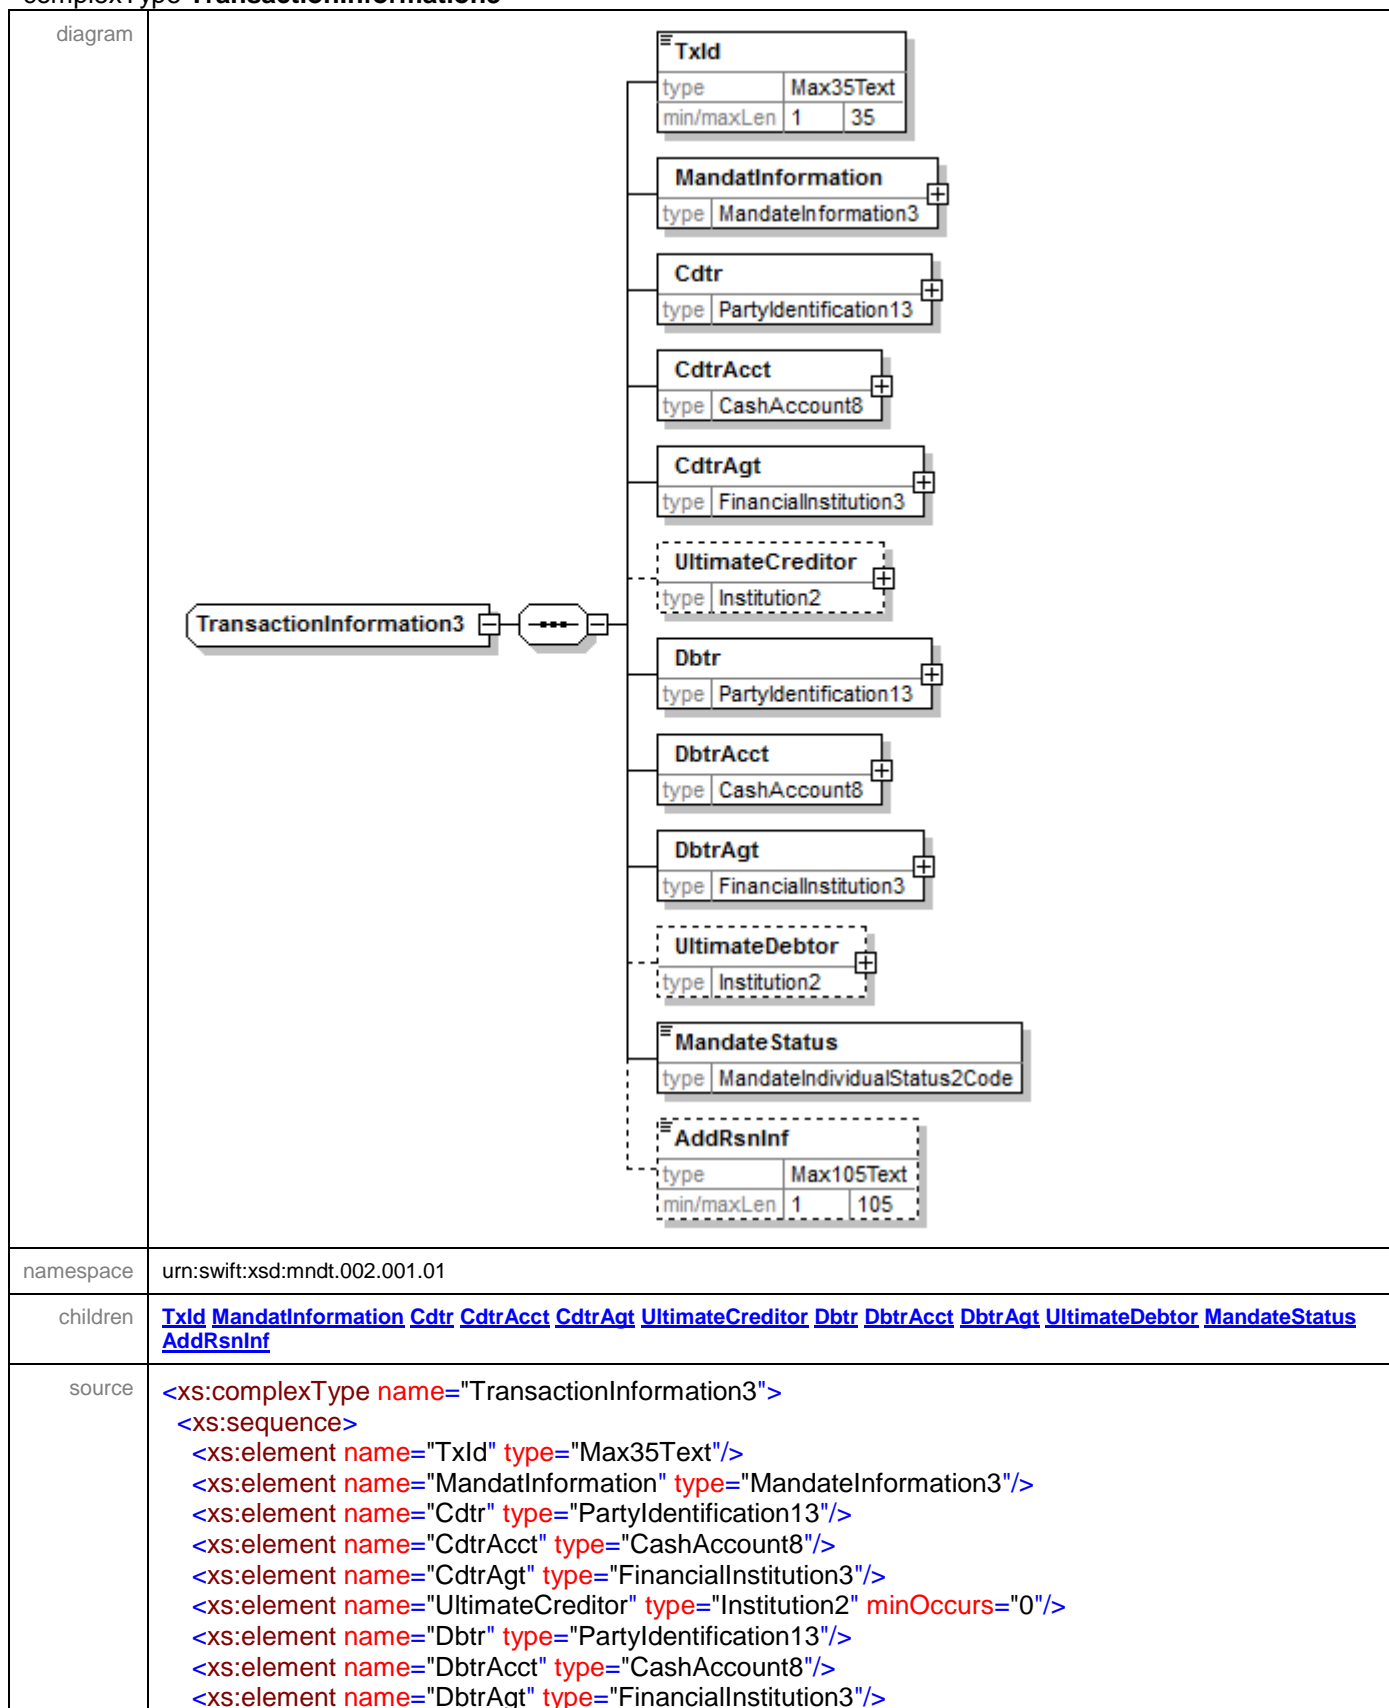 complexType TransactionInformation3
diagram
TxId
type Max35Text
min/maxLen 1 35
MandatInformation
type MandateInformation3
Cdtr
type PartyIdentification13
CdtrAcct
type CashAccount8
CdtrAgt
type FinancialInstitution3
UltimateCreditor
type Institution2
TransactionInformation3
Dbtr
type PartyIdentification13
DbtrAcct
type CashAccount8
DbtrAgt
type FinancialInstitution3
UltimateDebtor
type Institution2
MandateStatus
type MandateIndividualStatus2Code
AddRsnInf
type Max105Text
min/maxLen 1 105
namespace urn:swift:xsd:mndt.002.001.01
children TxId MandatInformation Cdtr CdtrAcct CdtrAgt UltimateCreditor Dbtr DbtrAcct DbtrAgt UltimateDebtor MandateStatus
AddRsnInf
source <xs:complexType name="TransactionInformation3">
<xs:sequence>
<xs:element name="TxId" type="Max35Text"/>
<xs:element name="MandatInformation" type="MandateInformation3"/>
<xs:element name="Cdtr" type="PartyIdentification13"/>
<xs:element name="CdtrAcct" type="CashAccount8"/>
<xs:element name="CdtrAgt" type="FinancialInstitution3"/>
<xs:element name="UltimateCreditor" type="Institution2" minOccurs="0"/>
<xs:element name="Dbtr" type="PartyIdentification13"/>
<xs:element name="DbtrAcct" type="CashAccount8"/>
<xs:element name="DbtrAgt" type="FinancialInstitution3"/>